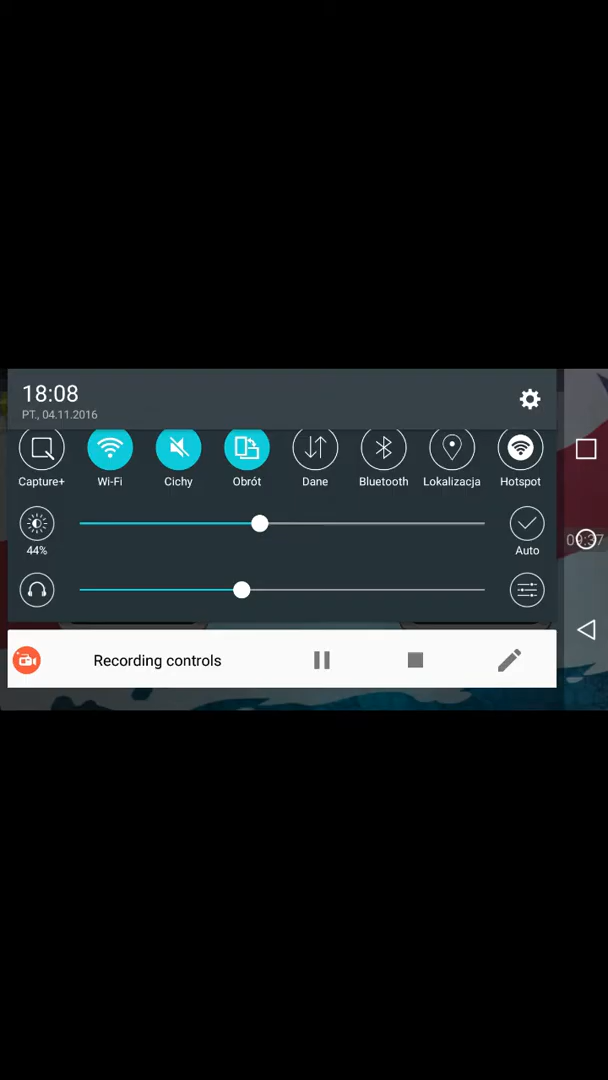 18:08
PT., 04.11.2016
Capture+
Wi-Fi
Cichy
Obrót
Dane
Bluetooth
Lokalizacja
Hotspot
44%
Auto
Recording controls